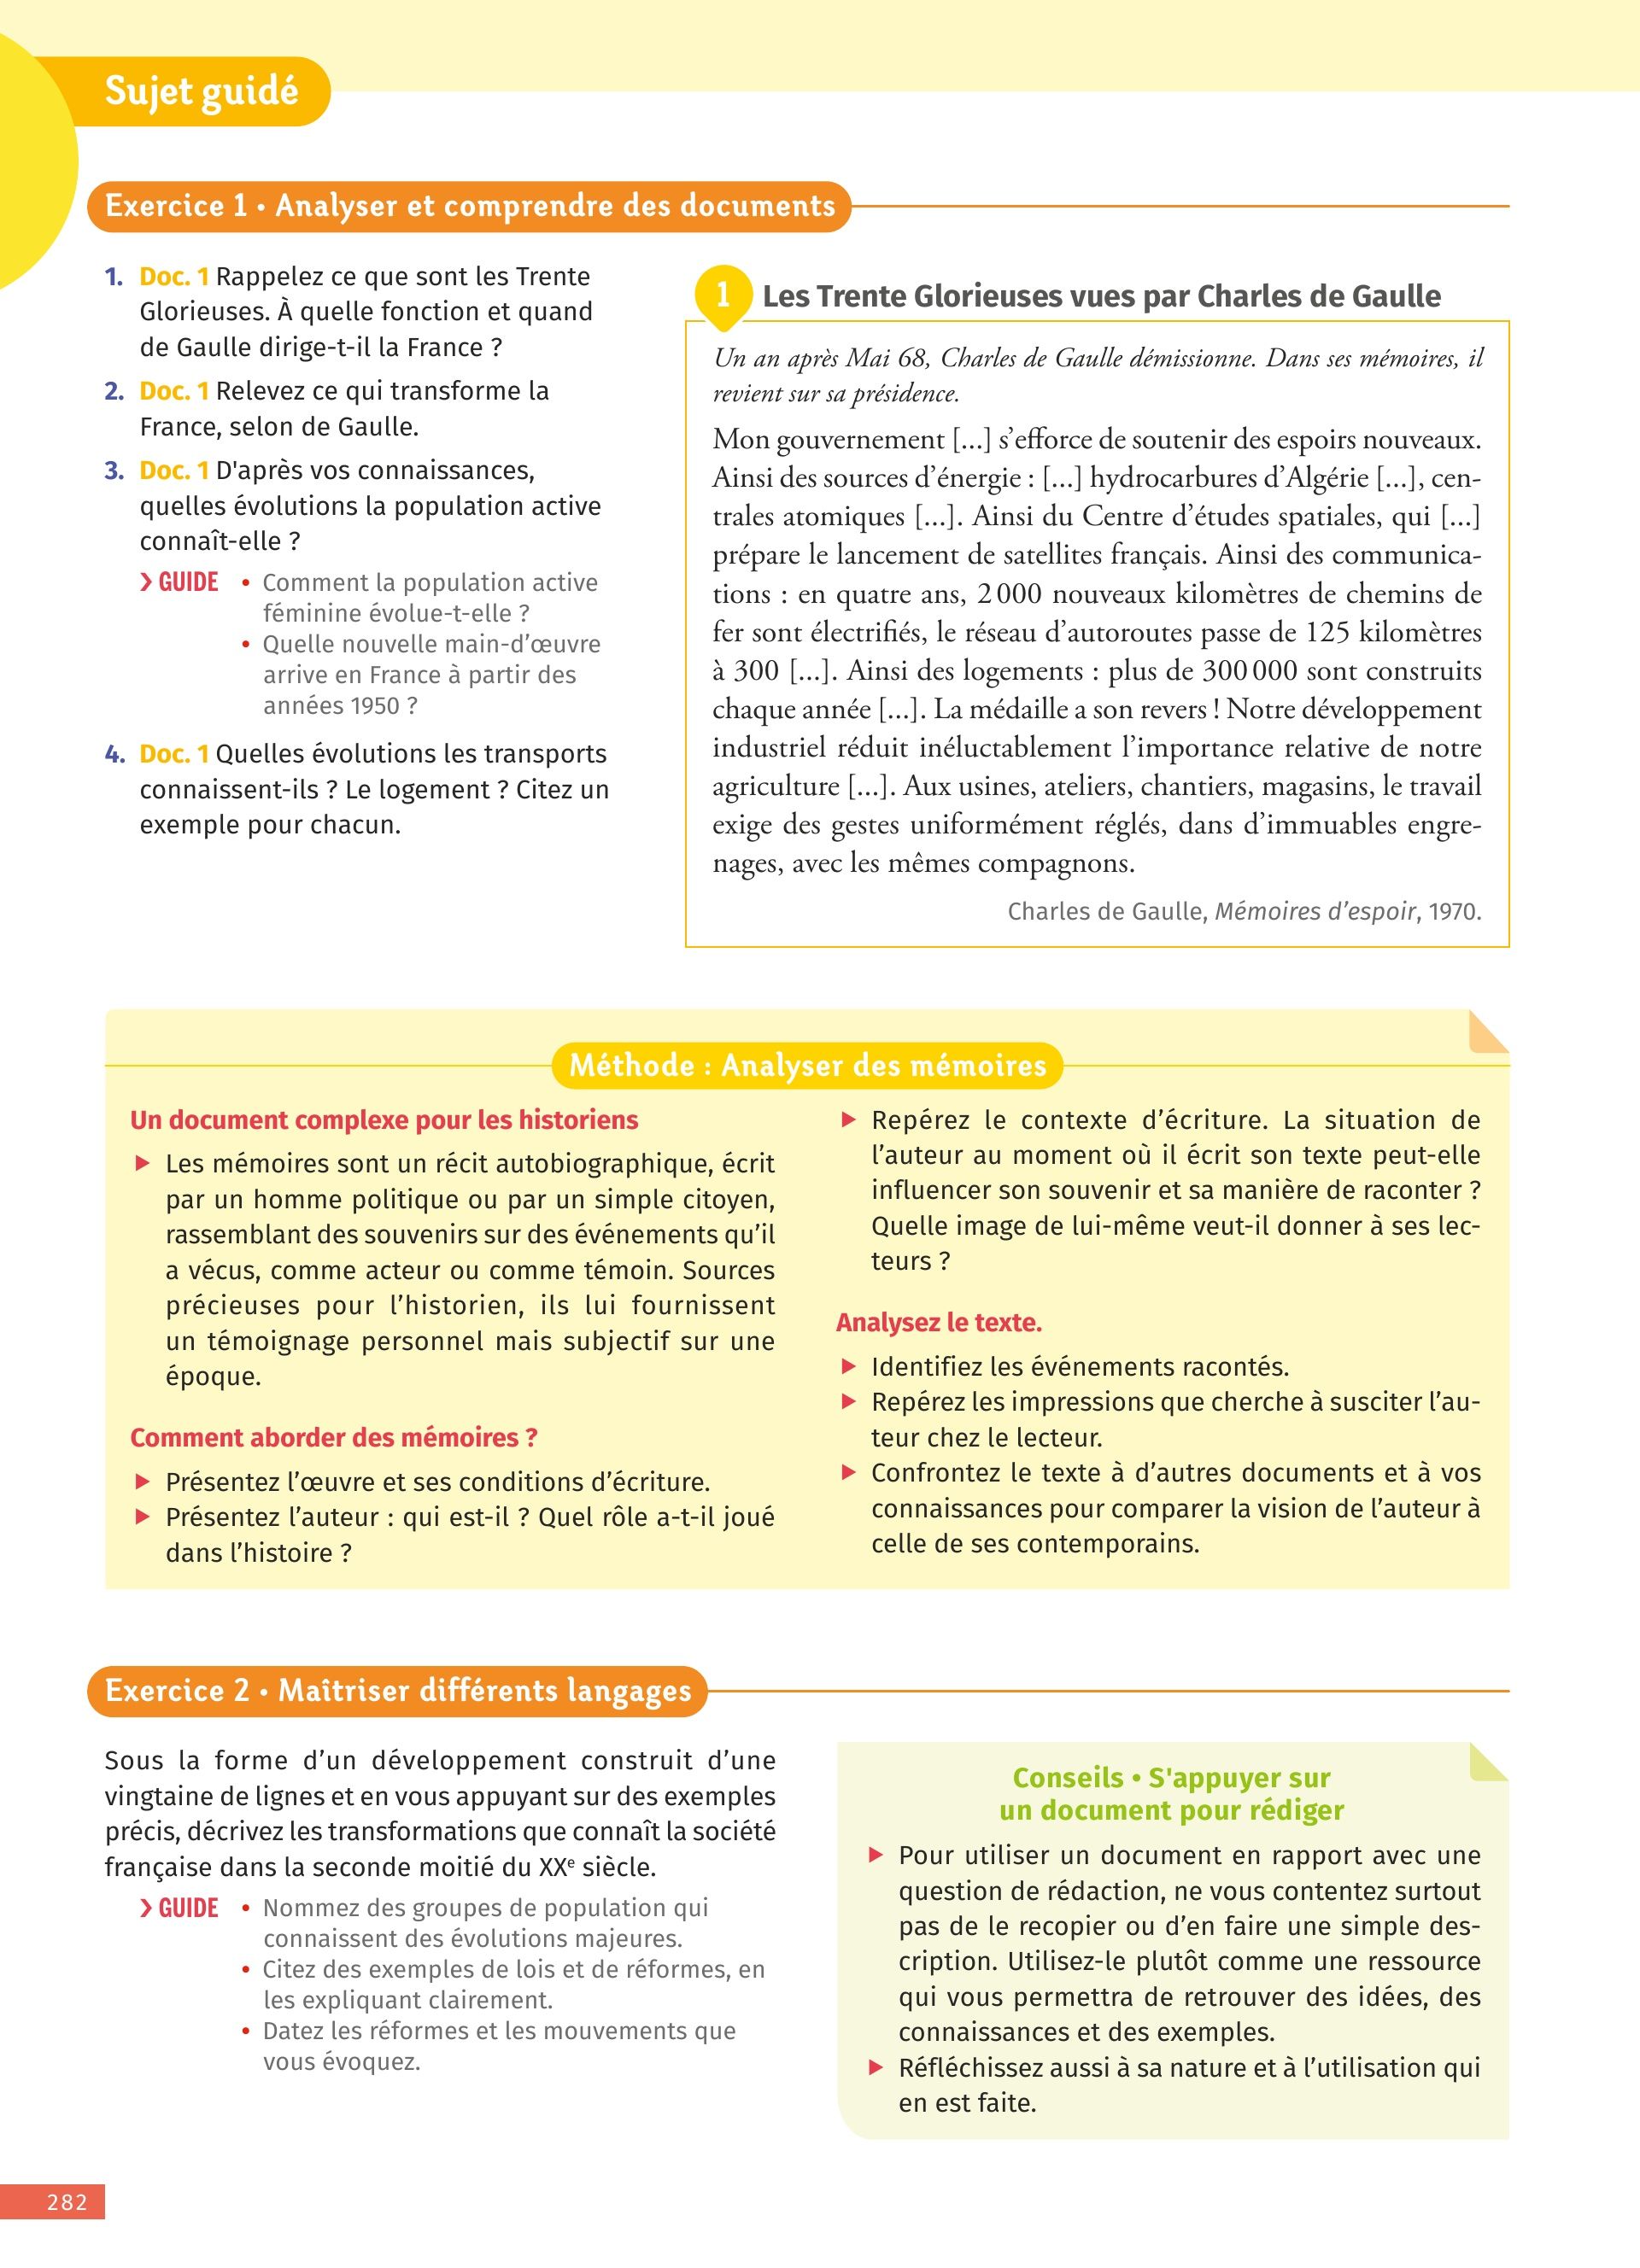 Sujet guidé
Exercice 1 • Analyser et comprendre des documents
1. Doc. 1 Rappelez ce que sont les Trente
Glorieuses. À quelle fonction et quand
de Gaulle dirige-t-il la France ?
2. Doc. 1 Relevez ce qui transforme la
France, selon de Gaulle.
3. Doc. 1 D'après vos connaissances,
quelles évolutions la population active
connaît-elle ?
› GUIDE • Comment la population active
féminine évolue-t-elle ?
• Quelle nouvelle main-d’œuvre
arrive en France à partir des
années 1950 ?
4. Doc. 1 Quelles évolutions les transports
connaissent-ils ? Le logement ? Citez un
exemple pour chacun.
1 Les Trente Glorieuses vues par Charles de Gaulle
Un an après Mai 68, Charles de Gaulle démissionne. Dans ses mémoires, il
revient sur sa présidence.
Mon gouvernement [...] s’efforce de soutenir des espoirs nouveaux.
Ainsi des sources d’énergie : [...] hydrocarbures d’Algérie [...], cen-
trales atomiques [...]. Ainsi du Centre d’études spatiales, qui [...]
prépare le lancement de satellites français. Ainsi des communica-
tions : en quatre ans, 2 000 nouveaux kilomètres de chemins de
fer sont électrifiés, le réseau d’autoroutes passe de 125 kilomètres
à 300 [...]. Ainsi des logements : plus de 300 000 sont construits
chaque année [...]. La médaille a son revers ! Notre développement
industriel réduit inéluctablement l’importance relative de notre
agriculture [...]. Aux usines, ateliers, chantiers, magasins, le travail
exige des gestes uniformément réglés, dans d’immuables engre-
nages, avec les mêmes compagnons.
Charles de Gaulle, Mémoires d’espoir, 1970.
Méthode : Analyser des mémoires
Un document complexe pour les historiens
► Les mémoires sont un récit autobiographique, écrit
par un homme politique ou par un simple citoyen,
rassemblant des souvenirs sur des événements qu’il
a vécus, comme acteur ou comme témoin. Sources
précieuses pour l’historien, ils lui fournissent
un témoignage personnel mais subjectif sur une
époque.
Comment aborder des mémoires ?
► Présentez l’œuvre et ses conditions d’écriture.
► Présentez l’auteur : qui est-il ? Quel rôle a-t-il joué
dans l’histoire ?
► Repérez le contexte d’écriture. La situation de
l’auteur au moment où il écrit son texte peut-elle
influencer son souvenir et sa manière de raconter ?
Quelle image de lui-même veut-il donner à ses lec-
teurs ?
Analysez le texte.
► Identifiez les événements racontés.
► Repérez les impressions que cherche à susciter l’au-
teur chez le lecteur.
► Confrontez le texte à d’autres documents et à vos
connaissances pour comparer la vision de l’auteur à
celle de ses contemporains.
Exercice 2 • Maîtriser différents langages
Sous la forme d’un développement construit d’une
vingtaine de lignes et en vous appuyant sur des exemples
précis, décrivez les transformations que connaît la société
française dans la seconde moitié du XXe siècle.
› GUIDE • Nommez des groupes de population qui
connaissent des évolutions majeures.
• Citez des exemples de lois et de réformes, en
les expliquant clairement.
• Datez les réformes et les mouvements que
vous évoquez.
Conseils • S'appuyer sur
un document pour rédiger
► Pour utiliser un document en rapport avec une
question de rédaction, ne vous contentez surtout
pas de le recopier ou d’en faire une simple des-
cription. Utilisez-le plutôt comme une ressource
qui vous permettra de retrouver des idées, des
connaissances et des exemples.
► Réfléchissez aussi à sa nature et à l’utilisation qui
en est faite.
282